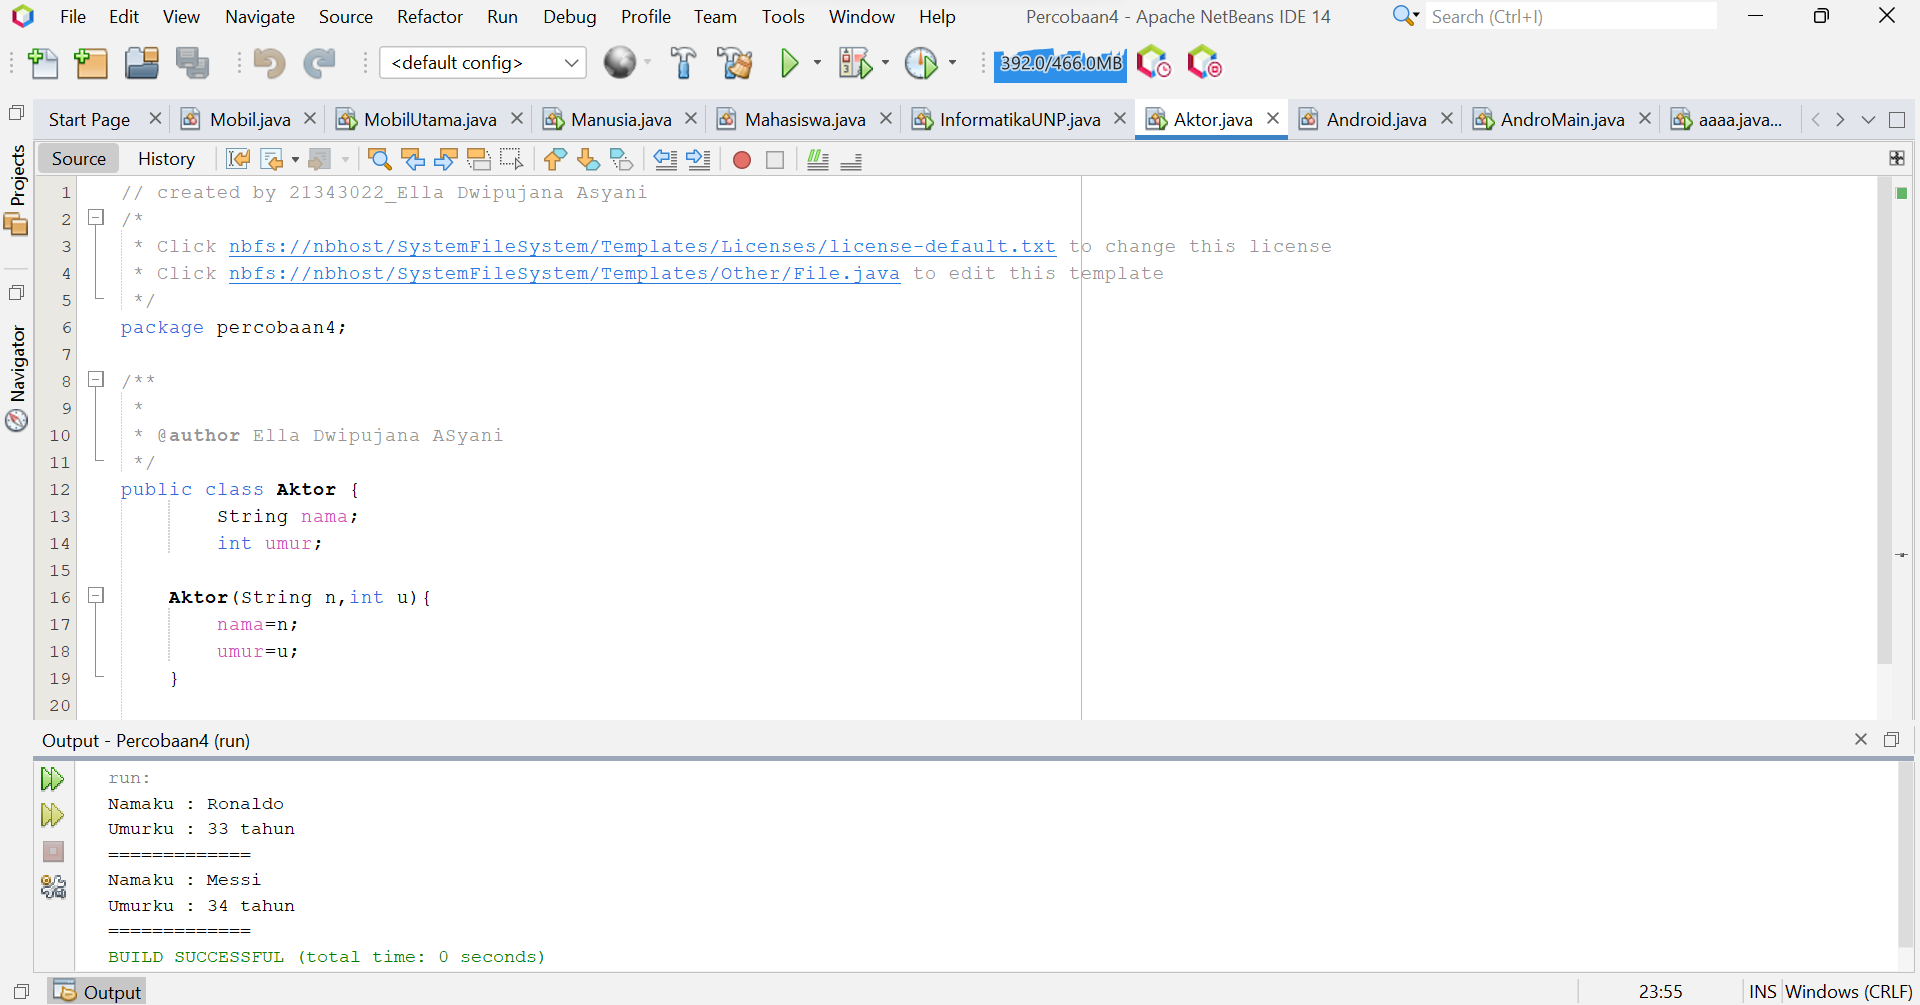 File Edit View Navigate Source Refactor Run Debug Profile Team Tools Window Help Percobaan4 - Apache NetBeans IDE 14 Search (Ctrl+I)
<default config> 392.0/466.0MB
Start Page Mobil.java MobilUtama.java Manusia.java Mahasiswa.java InformatikaUNP.java Aktor.java Android.java AndroMain.java aaaa.java...
Source History
Projects
Navigator
1 // created by 21343022_Ella Dwipujana Asyani
2 /*
3 * Click nbfs://nbhost/SystemFileSystem/Templates/Licenses/license-default.txt to change this license
4 * Click nbfs://nbhost/SystemFileSystem/Templates/Other/File.java to edit this template
5 */
6 package percobaan4;
7
8 /**
9 *
10 * @author Ella Dwipujana ASyani
11 */
12 public class Aktor {
13 String nama;
14 int umur;
15
16 Aktor(String n,int u){
17 nama=n;
18 umur=u;
19 }
20
Output - Percobaan4 (run)
run:
Namaku : Ronaldo
Umurku : 33 tahun
=============
Namaku : Messi
Umurku : 34 tahun
=============
BUILD SUCCESSFUL (total time: 0 seconds)
Output 23:55 INS Windows (CRLF)